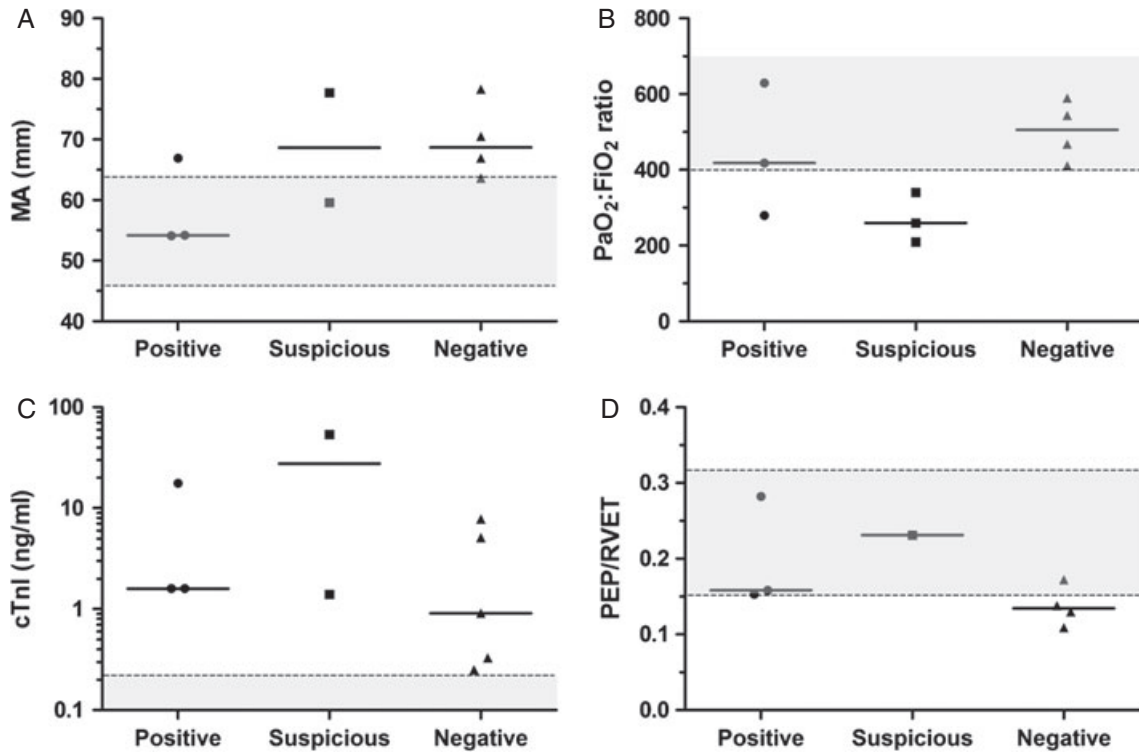 A
90
80
70
60
50
40
MA (mm)
Positive Suspicious Negative
B
800
600
400
200
0
PaO₂:FiO₂ ratio
Positive Suspicious Negative
C
100
10
1
0.1
cTnI (ng/ml)
Positive Suspicious Negative
D
0.4
0.3
0.2
0.1
0.0
PEP/RVET
Positive Suspicious Negative